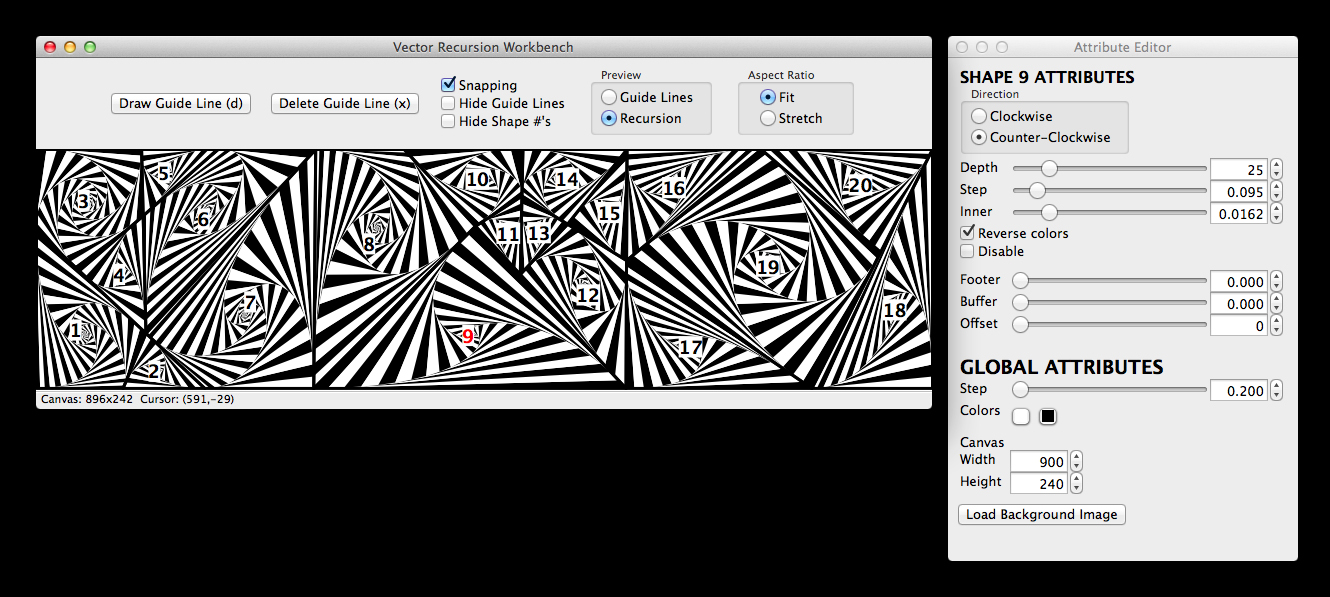 Vector Recursion Workbench
Draw Guide Line (d)
Delete Guide Line (x)
Snapping
Hide Guide Lines
Hide Shape #'s
Preview
Guide Lines
Recursion
Aspect Ratio
Fit
Stretch
3
5
6
4
1
2
7
8
10
14
16
15
11
13
12
9
20
19
18
17
Canvas: 896x242 Cursor: (591,-29)
Attribute Editor
SHAPE 9 ATTRIBUTES
Direction
Clockwise
Counter-Clockwise
Depth 25
Step 0.095
Inner 0.0162
Reverse colors
Disable
Footer 0.000
Buffer 0.000
Offset 0
GLOBAL ATTRIBUTES
Step 0.200
Colors
Canvas
Width 900
Height 240
Load Background Image